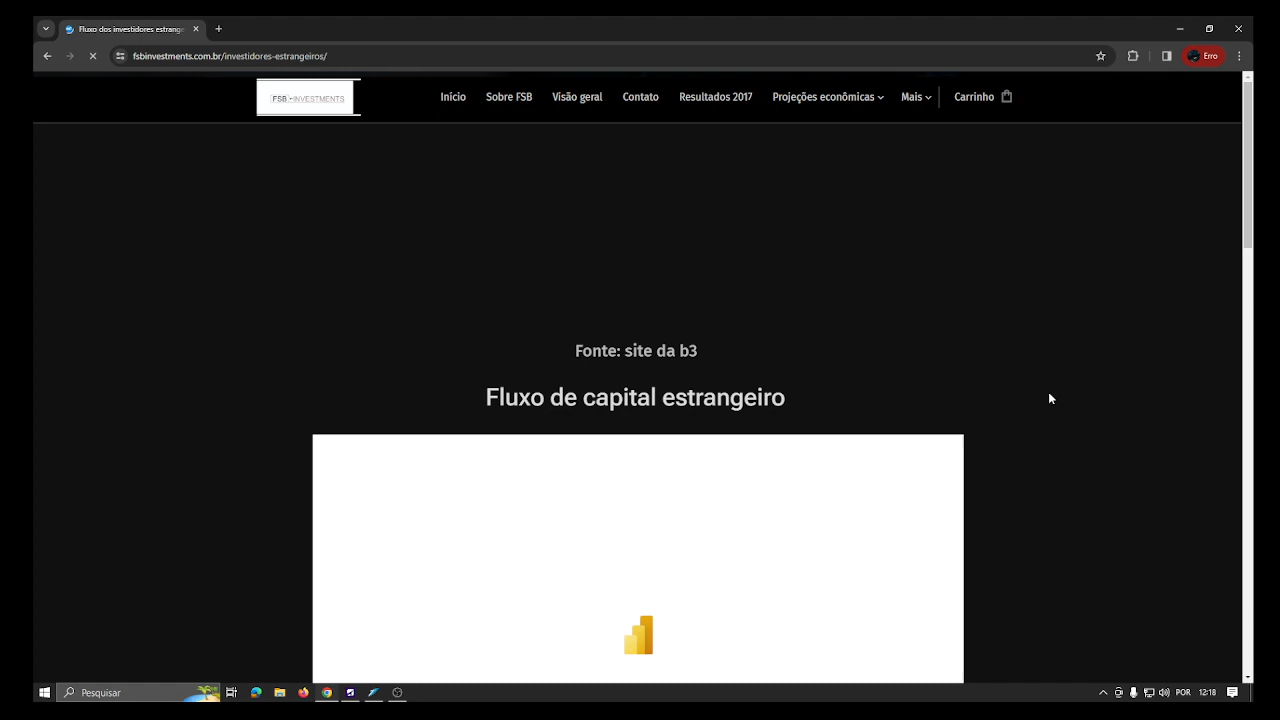 Fluxo dos investidores estrange
fsbinvestments.com.br/investidores-estrangeiros/
Erro
FSB - INVESTMENTS
Início
Sobre FSB
Visão geral
Contato
Resultados 2017
Projeções econômicas
Mais
Carrinho
Fonte: site da b3
Fluxo de capital estrangeiro
Pesquisar
POR
12:18